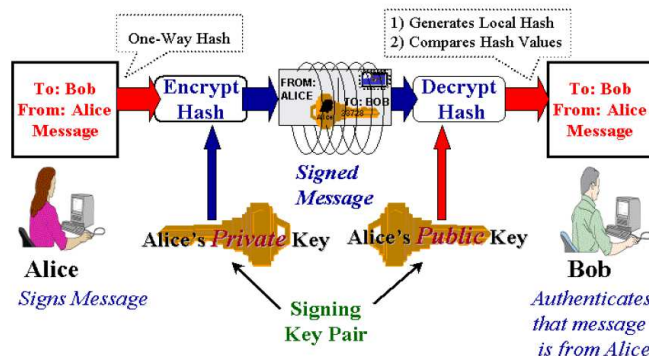 One-Way Hash
1) Generates Local Hash
2) Compares Hash Values
To: Bob
From: Alice
Message
Encrypt
Hash
FROM:
ALICE
TO: BOB
Alice
Decrypt
Hash
To: Bob
From: Alice
Message
Signed
Message
Alice's Private Key
Alice's Public Key
Alice
Signs Message
Signing
Key Pair
Bob
Authenticates
that message
is from Alice